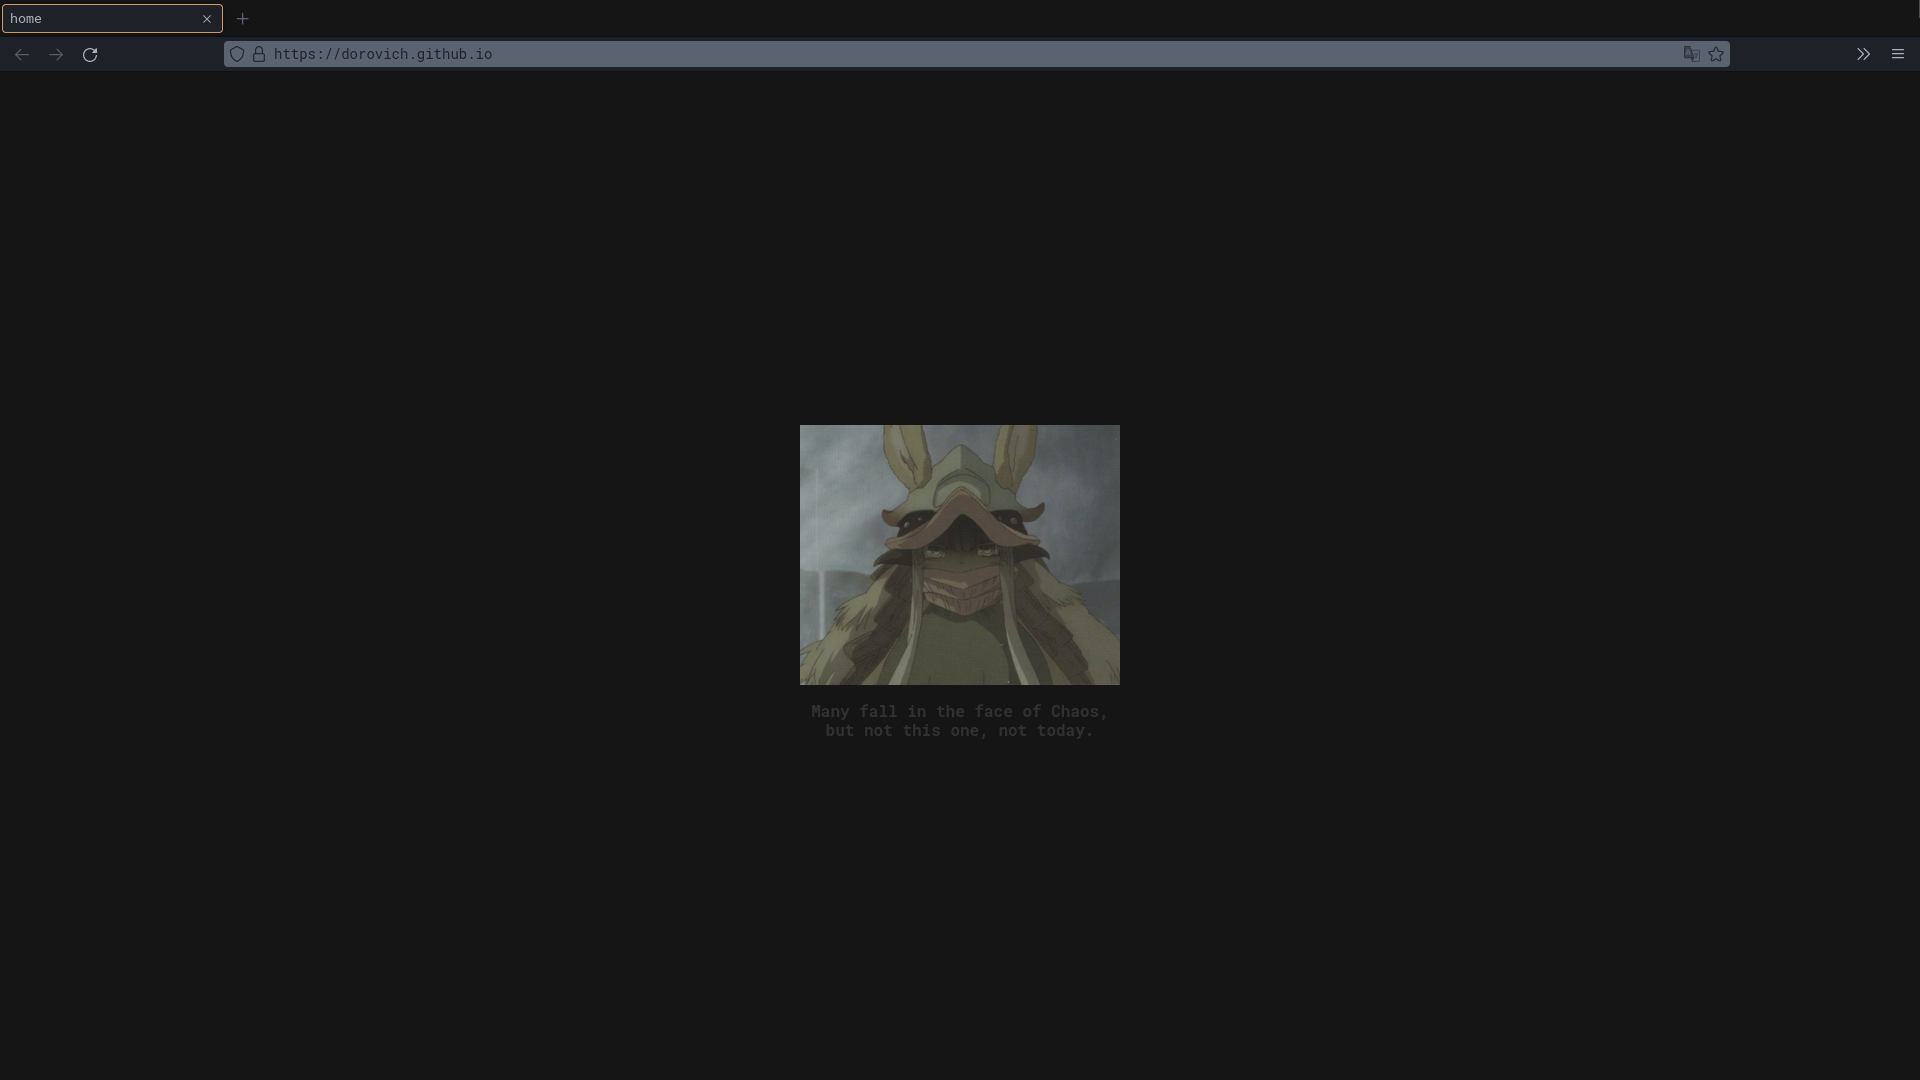 home
https://dorovich.github.io
Many fall in the face of Chaos,
but not this one, not today.